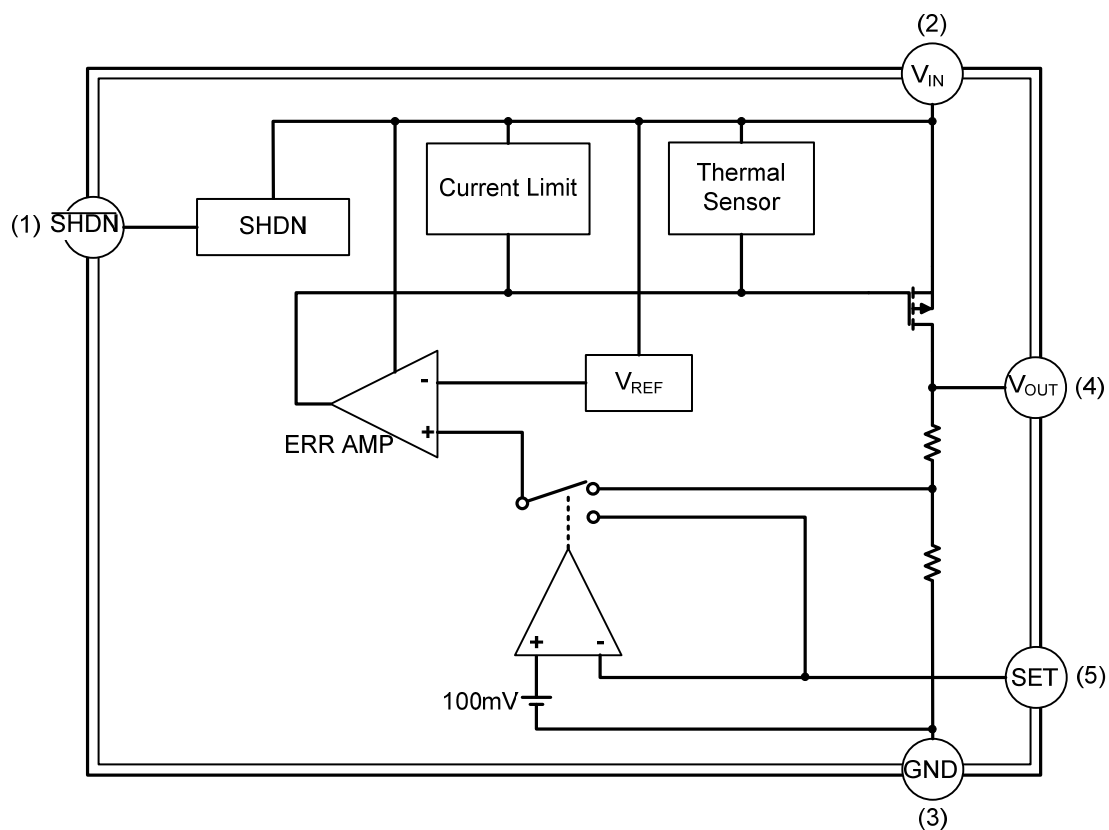 (2)
VIN
Current Limit
Thermal
Sensor
(1) SHDN
SHDN
-
VREF
VOUT (4)
+
ERR AMP
+ -
SET (5)
100mV
GND
(3)